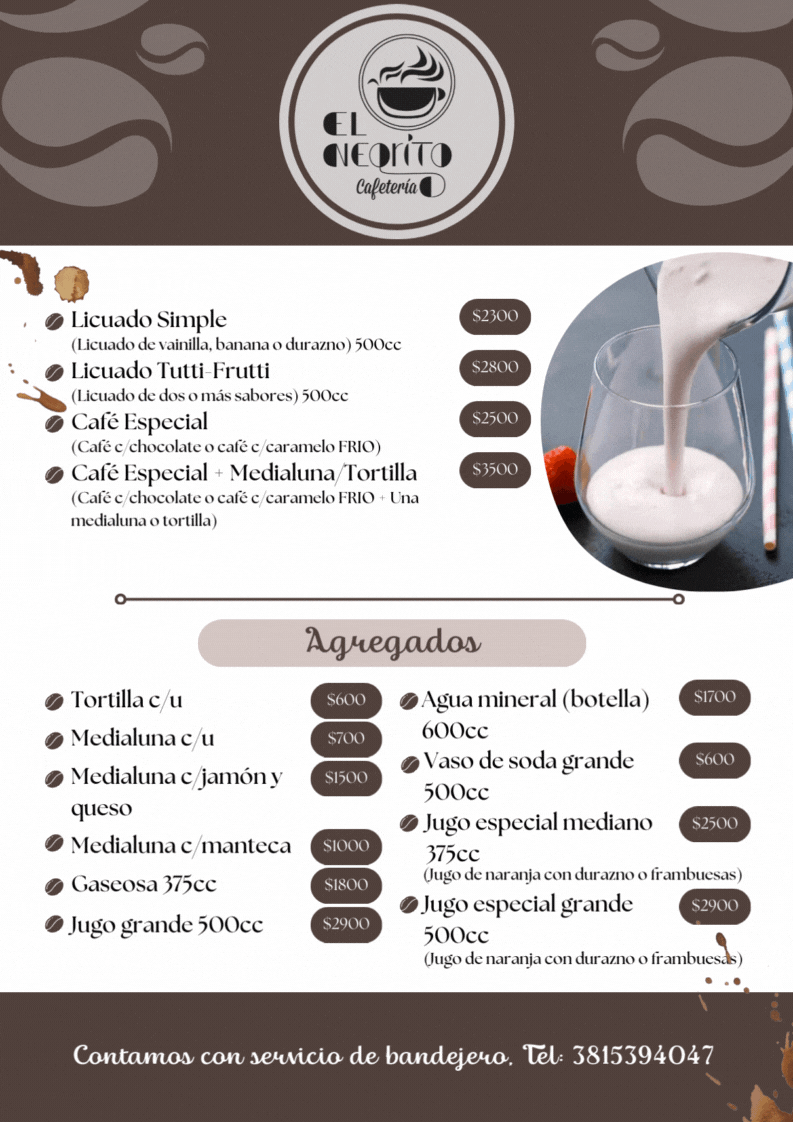 EL
NEGRITO
Cafetería
Licuado Simple $2300
(Licuado de vainilla, banana o durazno) 500cc
Licuado Tutti-Frutti $2800
(Licuado de dos o más sabores) 500cc
Café Especial $2500
(Café c/chocolate o café c/caramelo FRIO)
Café Especial + Medialuna/Tortilla $3500
(Café c/chocolate o café c/caramelo FRIO + Una
medialuna o tortilla)
Agregados
Tortilla c/u $600
Medialuna c/u $700
Medialuna c/jamón y $1500
queso
Medialuna c/manteca $1000
Gaseosa 375cc $1800
Jugo grande 500cc $2900
Agua mineral (botella) $1700
600cc
Vaso de soda grande $600
500cc
Jugo especial mediano $2500
375cc
(Jugo de naranja con durazno o frambuesas)
Jugo especial grande $2900
500cc
(Jugo de naranja con durazno o frambuesas)
Contamos con servicio de bandejero. Tél: 3815394047